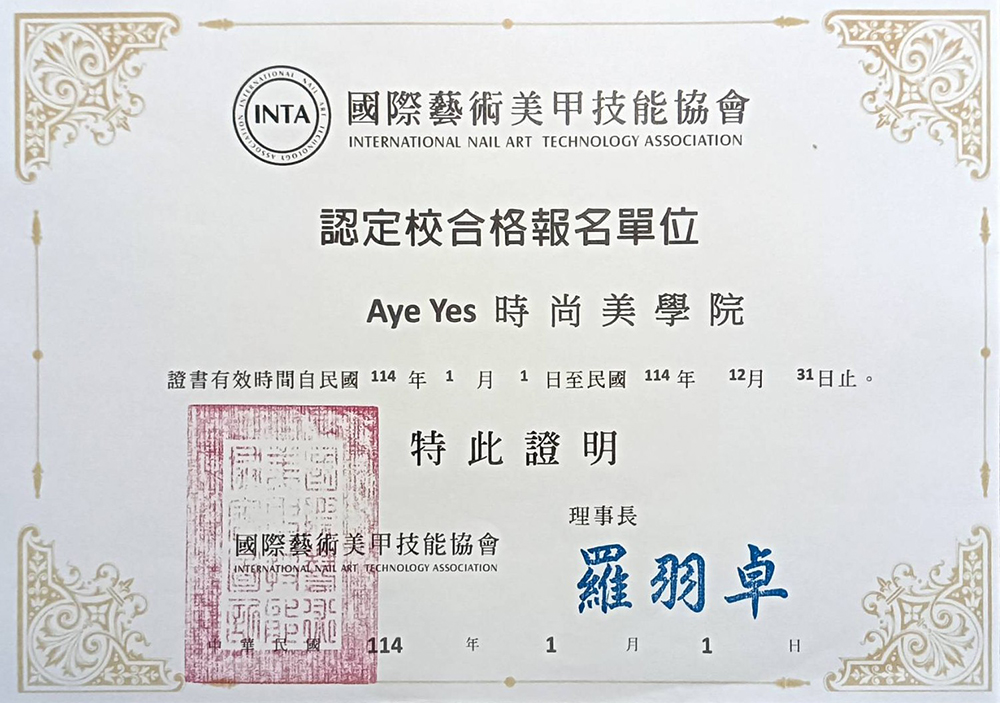 INTERNATIONAL NAIL ART TECHNOLOGY ASSOCIATION
INTA
國際藝術美甲技能協會
INTERNATIONAL NAIL ART TECHNOLOGY ASSOCIATION
認定校合格報名單位
Aye Yes 時尚美學院
證書有效時間自民國 114 年 1 月 1 日至民國 114 年 12月 31日止。
特此證明
理事長
國際藝術美甲技能協會
INTERNATIONAL NAIL ART TECHNOLOGY ASSOCIATION
羅羽卓
中華民國 114 年 1 月 1 日